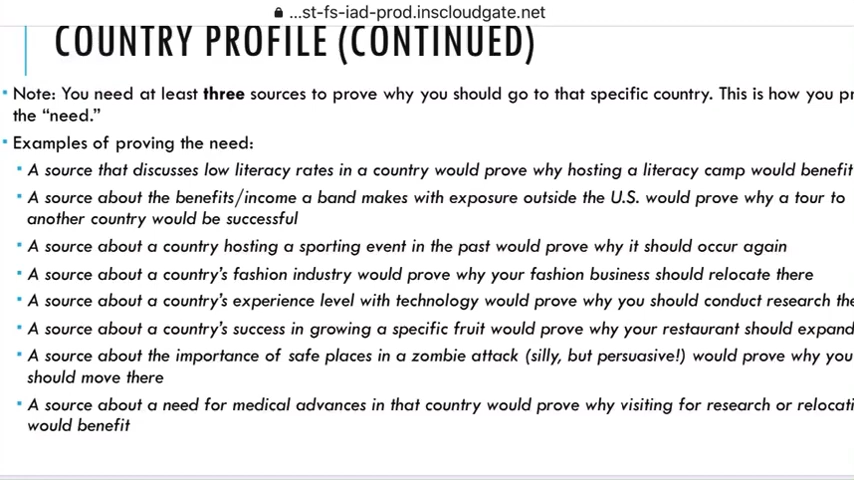 ...st-fs-iad-prod.inscloudgate.net
COUNTRY PROFILE (CONTINUED)
Note: You need at least three sources to prove why you should go to that specific country. This is how you pr
the “need.”
Examples of proving the need:
A source that discusses low literacy rates in a country would prove why hosting a literacy camp would benefit
A source about the benefits/income a band makes with exposure outside the U.S. would prove why a tour to
another country would be successful
A source about a country hosting a sporting event in the past would prove why it should occur again
A source about a country’s fashion industry would prove why your fashion business should relocate there
A source about a country’s experience level with technology would prove why you should conduct research the
A source about a country’s success in growing a specific fruit would prove why your restaurant should expand
A source about the importance of safe places in a zombie attack (silly, but persuasive!) would prove why you
should move there
A source about a need for medical advances in that country would prove why visiting for research or relocati
would benefit